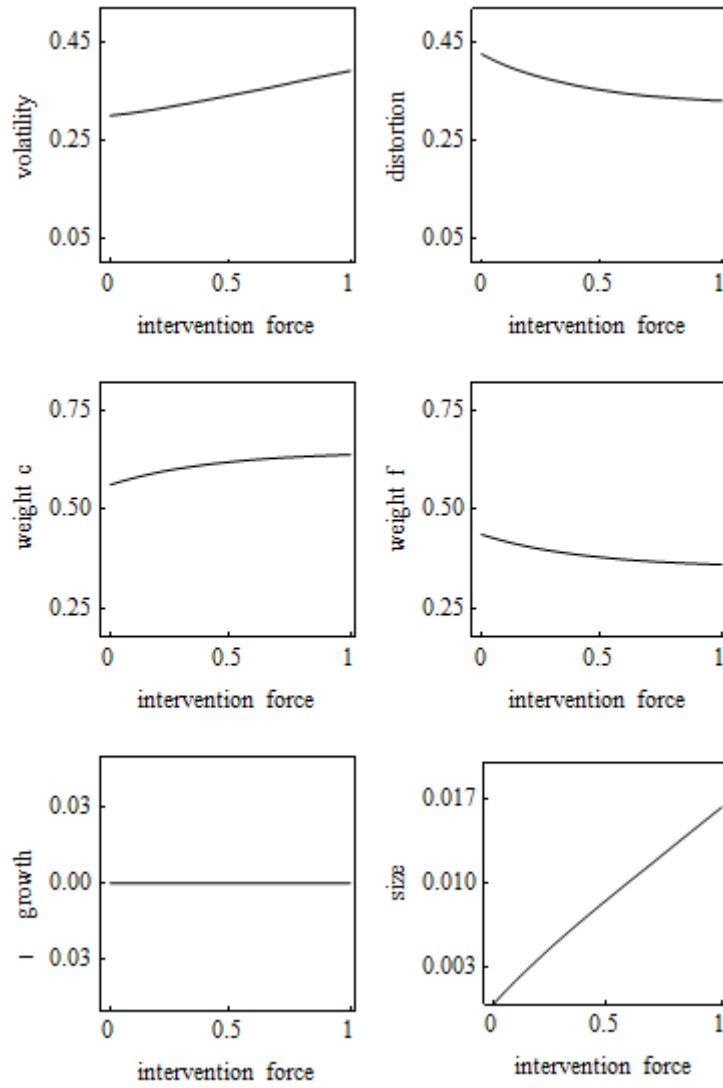 volatility
0.45
0.25
0.05
0 0.5 1
intervention force
distortion
0.45
0.25
0.05
0 0.5 1
intervention force
weight c
0.75
0.50
0.25
0 0.5 1
intervention force
weight f
0.75
0.50
0.25
0 0.5 1
intervention force
growth
0.03
0.00
– 0.03
0 0.5 1
intervention force
size
0.017
0.010
0.003
0 0.5 1
intervention force